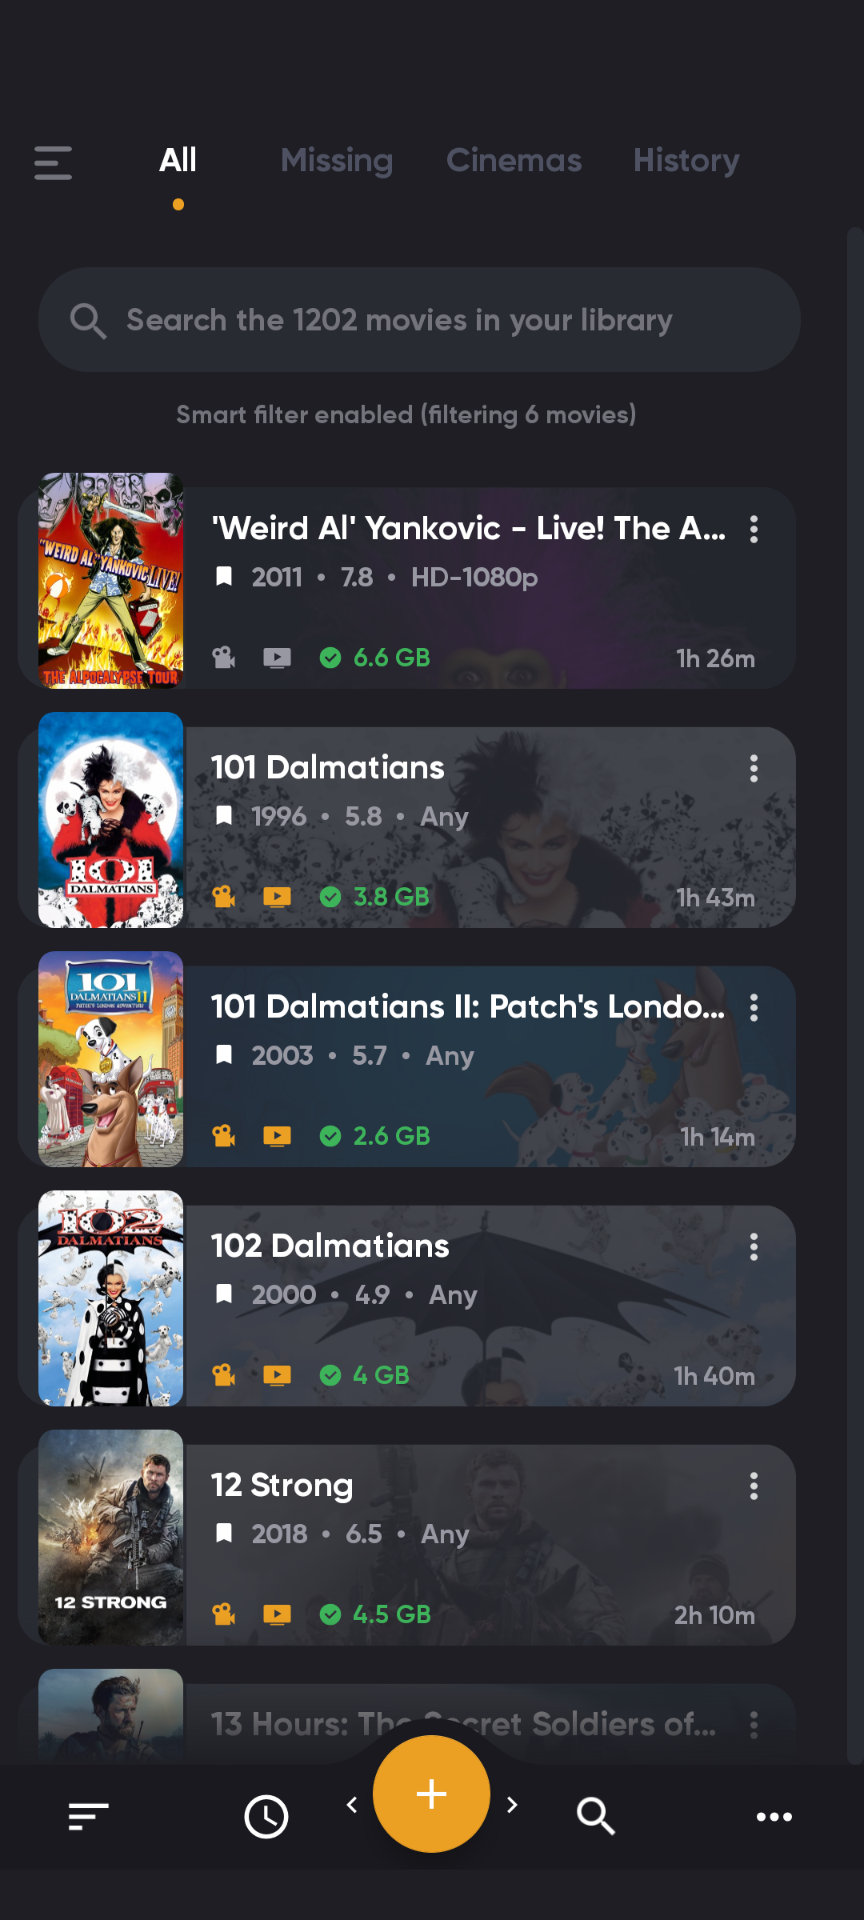 All Missing Cinemas History
Search the 1202 movies in your library
Smart filter enabled (filtering 6 movies)
"WEIRD AL" YANKOVIC LIVE!
THE ALPOCALYPSE TOUR
'Weird Al' Yankovic - Live! The A...
2011 • 7.8 • HD-1080p
6.6 GB 1h 26m
101
DALMATIANS
101 Dalmatians
1996 • 5.8 • Any
3.8 GB 1h 43m
101
DALMATIANS II
PATCH'S LONDON ADVENTURE
101 Dalmatians II: Patch's Londo...
2003 • 5.7 • Any
2.6 GB 1h 14m
102
DALMATIANS
102 Dalmatians
2000 • 4.9 • Any
4 GB 1h 40m
12 STRONG
12 Strong
2018 • 6.5 • Any
4.5 GB 2h 10m
13 Hours: The Secret Soldiers of...